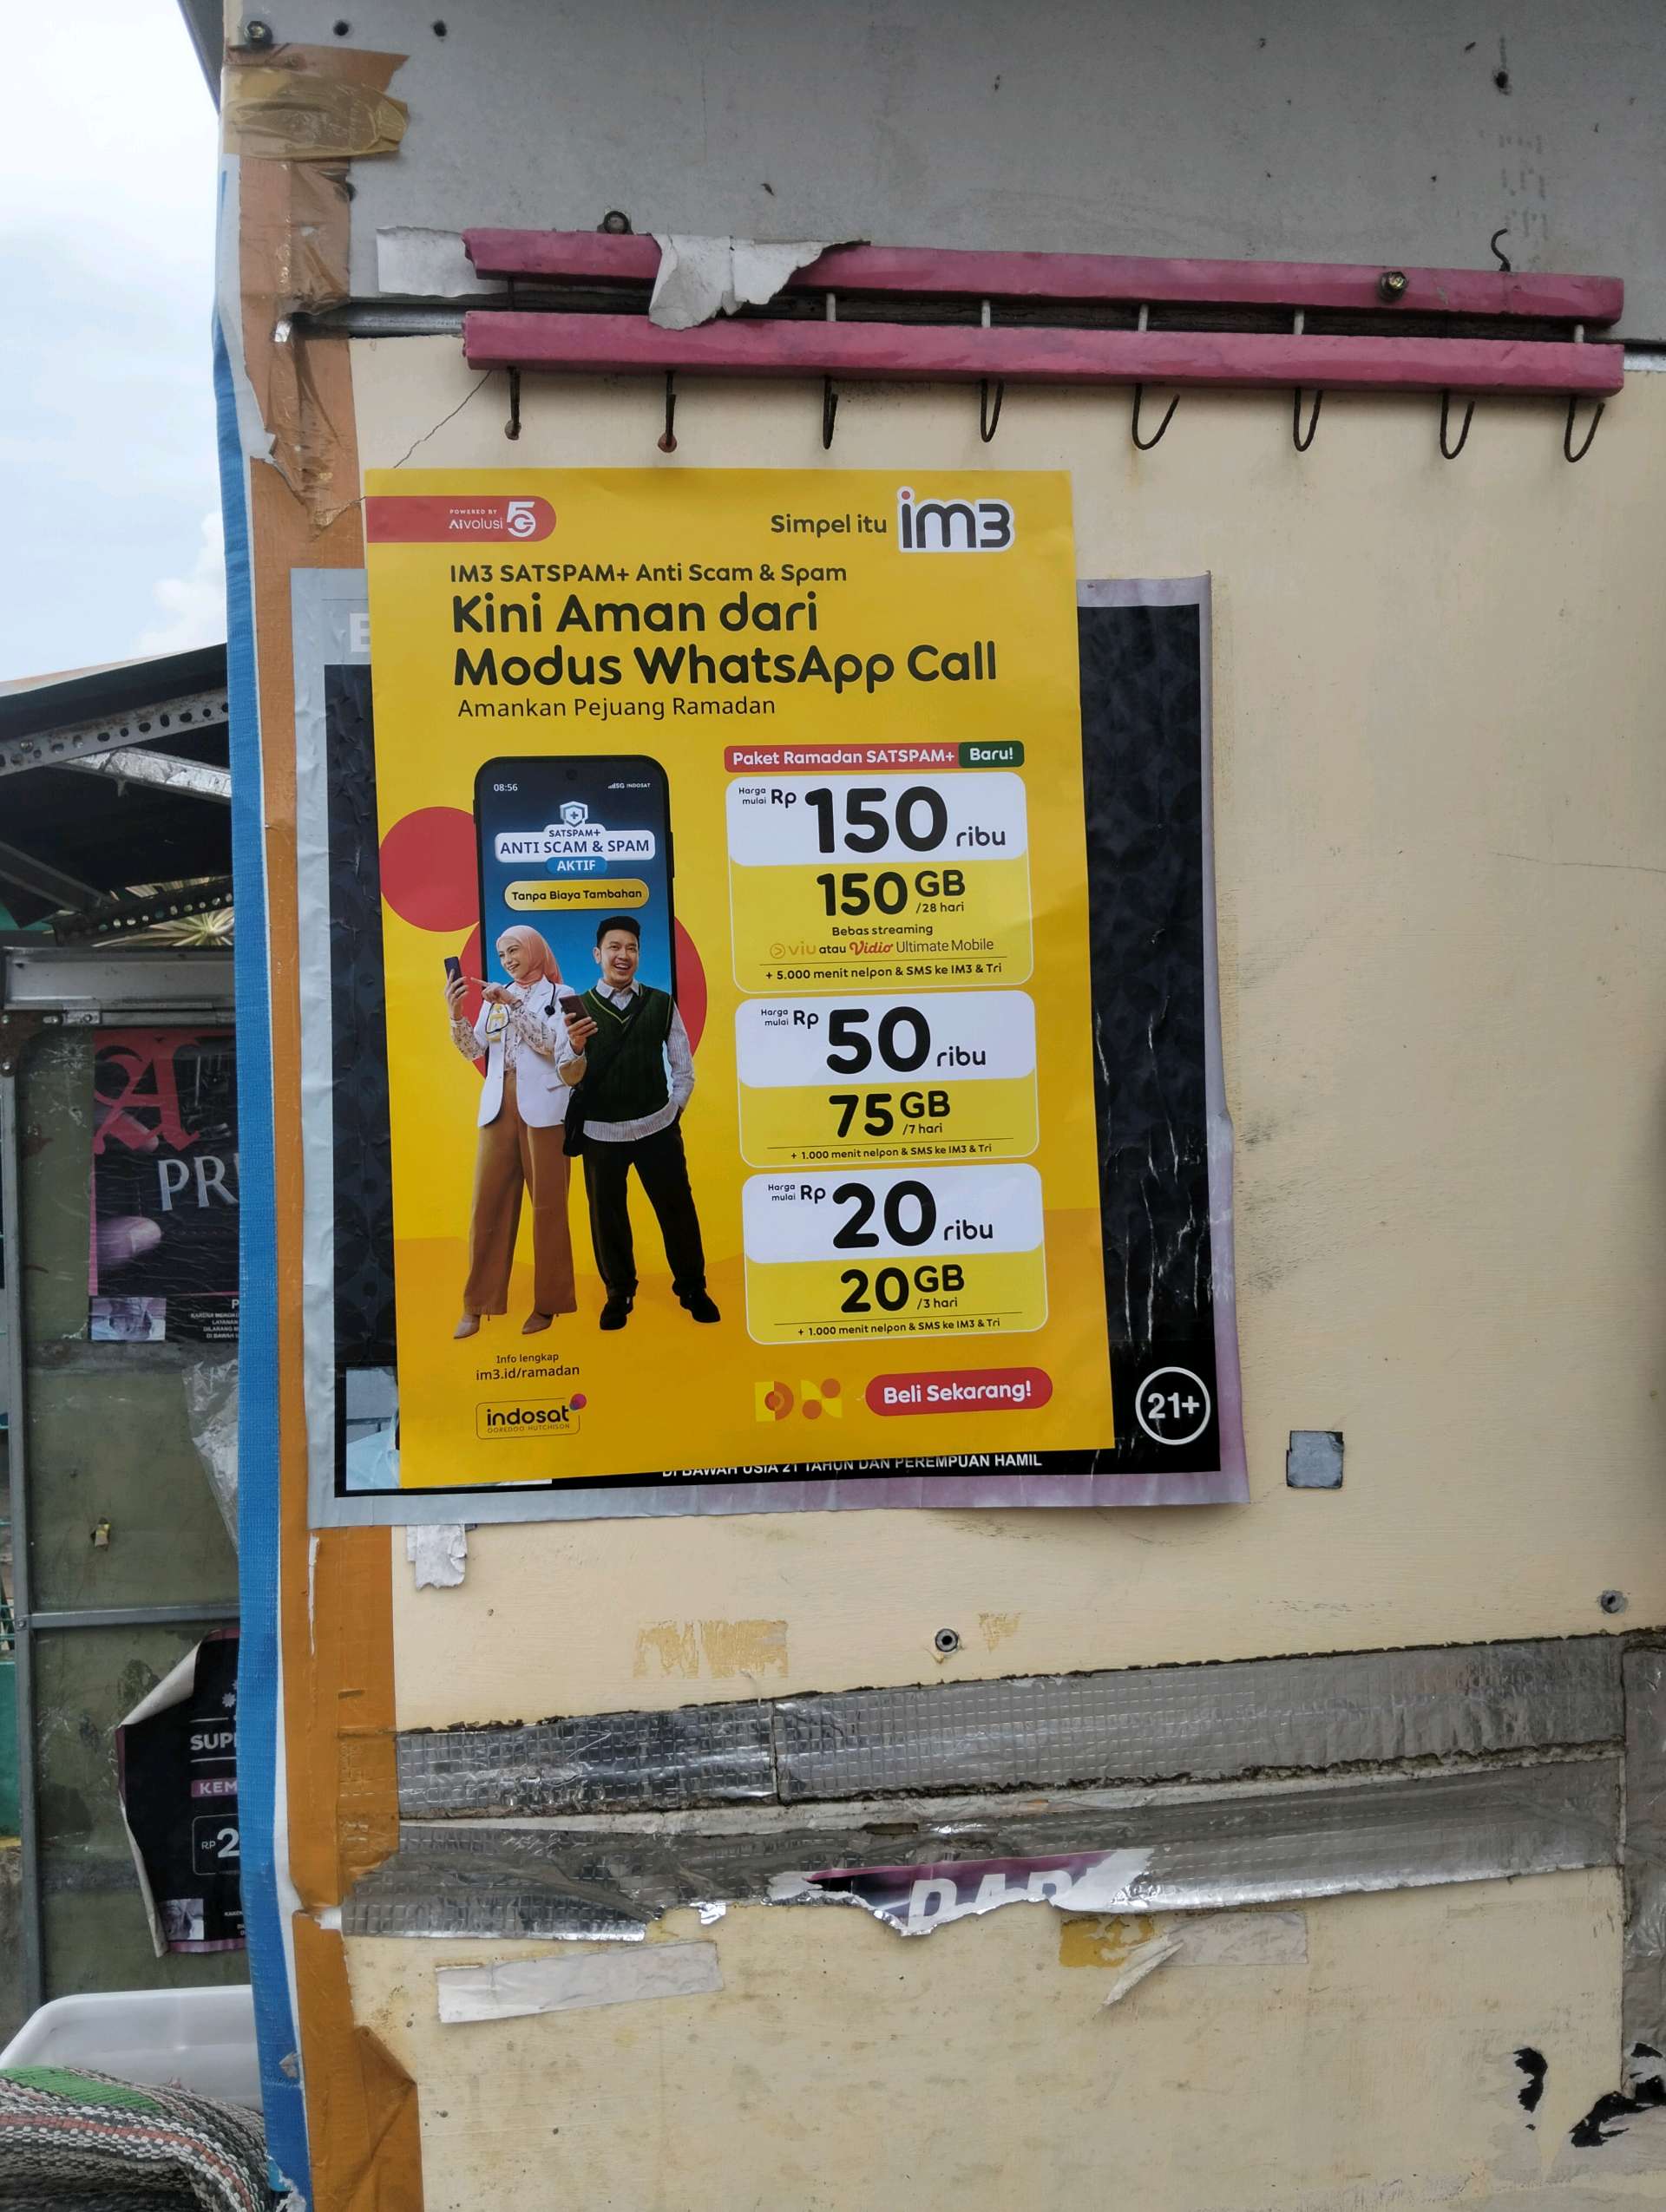 POWERED BY
AIvolusi 5G
Simpel itu im3
IM3 SATSPAM+ Anti Scam & Spam
Kini Aman dari
Modus WhatsApp Call
Amankan Pejuang Ramadan
08:56
5G INDOSAT
SATSPAM+
ANTI SCAM & SPAM
AKTIF
Tanpa Biaya Tambahan
Paket Ramadan SATSPAM+ Baru!
Harga mulai Rp 150 ribu
150 GB /28 hari
Bebas streaming
viu atau Vidio Ultimate Mobile
+ 5.000 menit nelpon & SMS ke IM3 & Tri
Harga mulai Rp 50 ribu
75 GB /7 hari
+ 1.000 menit nelpon & SMS ke IM3 & Tri
Harga mulai Rp 20 ribu
20 GB /3 hari
+ 1.000 menit nelpon & SMS ke IM3 & Tri
Info lengkap
im3.id/ramadan
indosat
OOREDOO HUTCHISON
Beli Sekarang!
21+
DI BAWAH USIA 21 TAHUN DAN PEREMPUAN HAMIL
A
PRI
SUP
KEM
RP 2